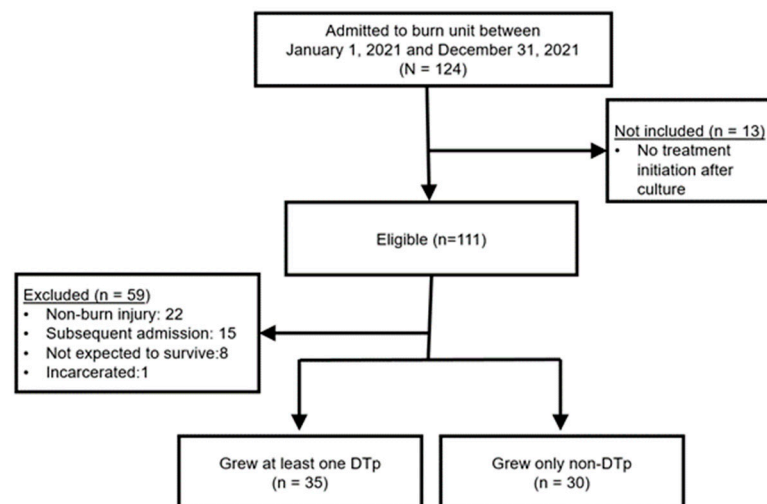 Admitted to burn unit between
January 1, 2021 and December 31, 2021
(N = 124)
Not included (n = 13)
• No treatment
initiation after
culture
Eligible (n=111)
Excluded (n = 59)
• Non-burn injury: 22
• Subsequent admission: 15
• Not expected to survive:8
• Incarcerated:1
Grew at least one DTp
(n = 35)
Grew only non-DTp
(n = 30)